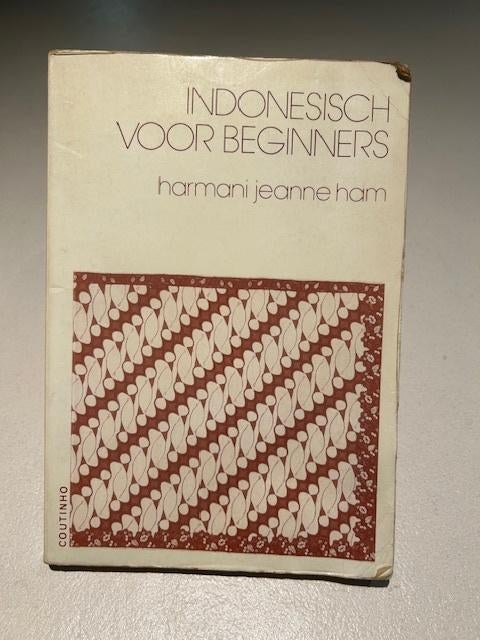 INDONESISCH
VOOR BEGINNERS
harmani jeanne ham
COUTINHO